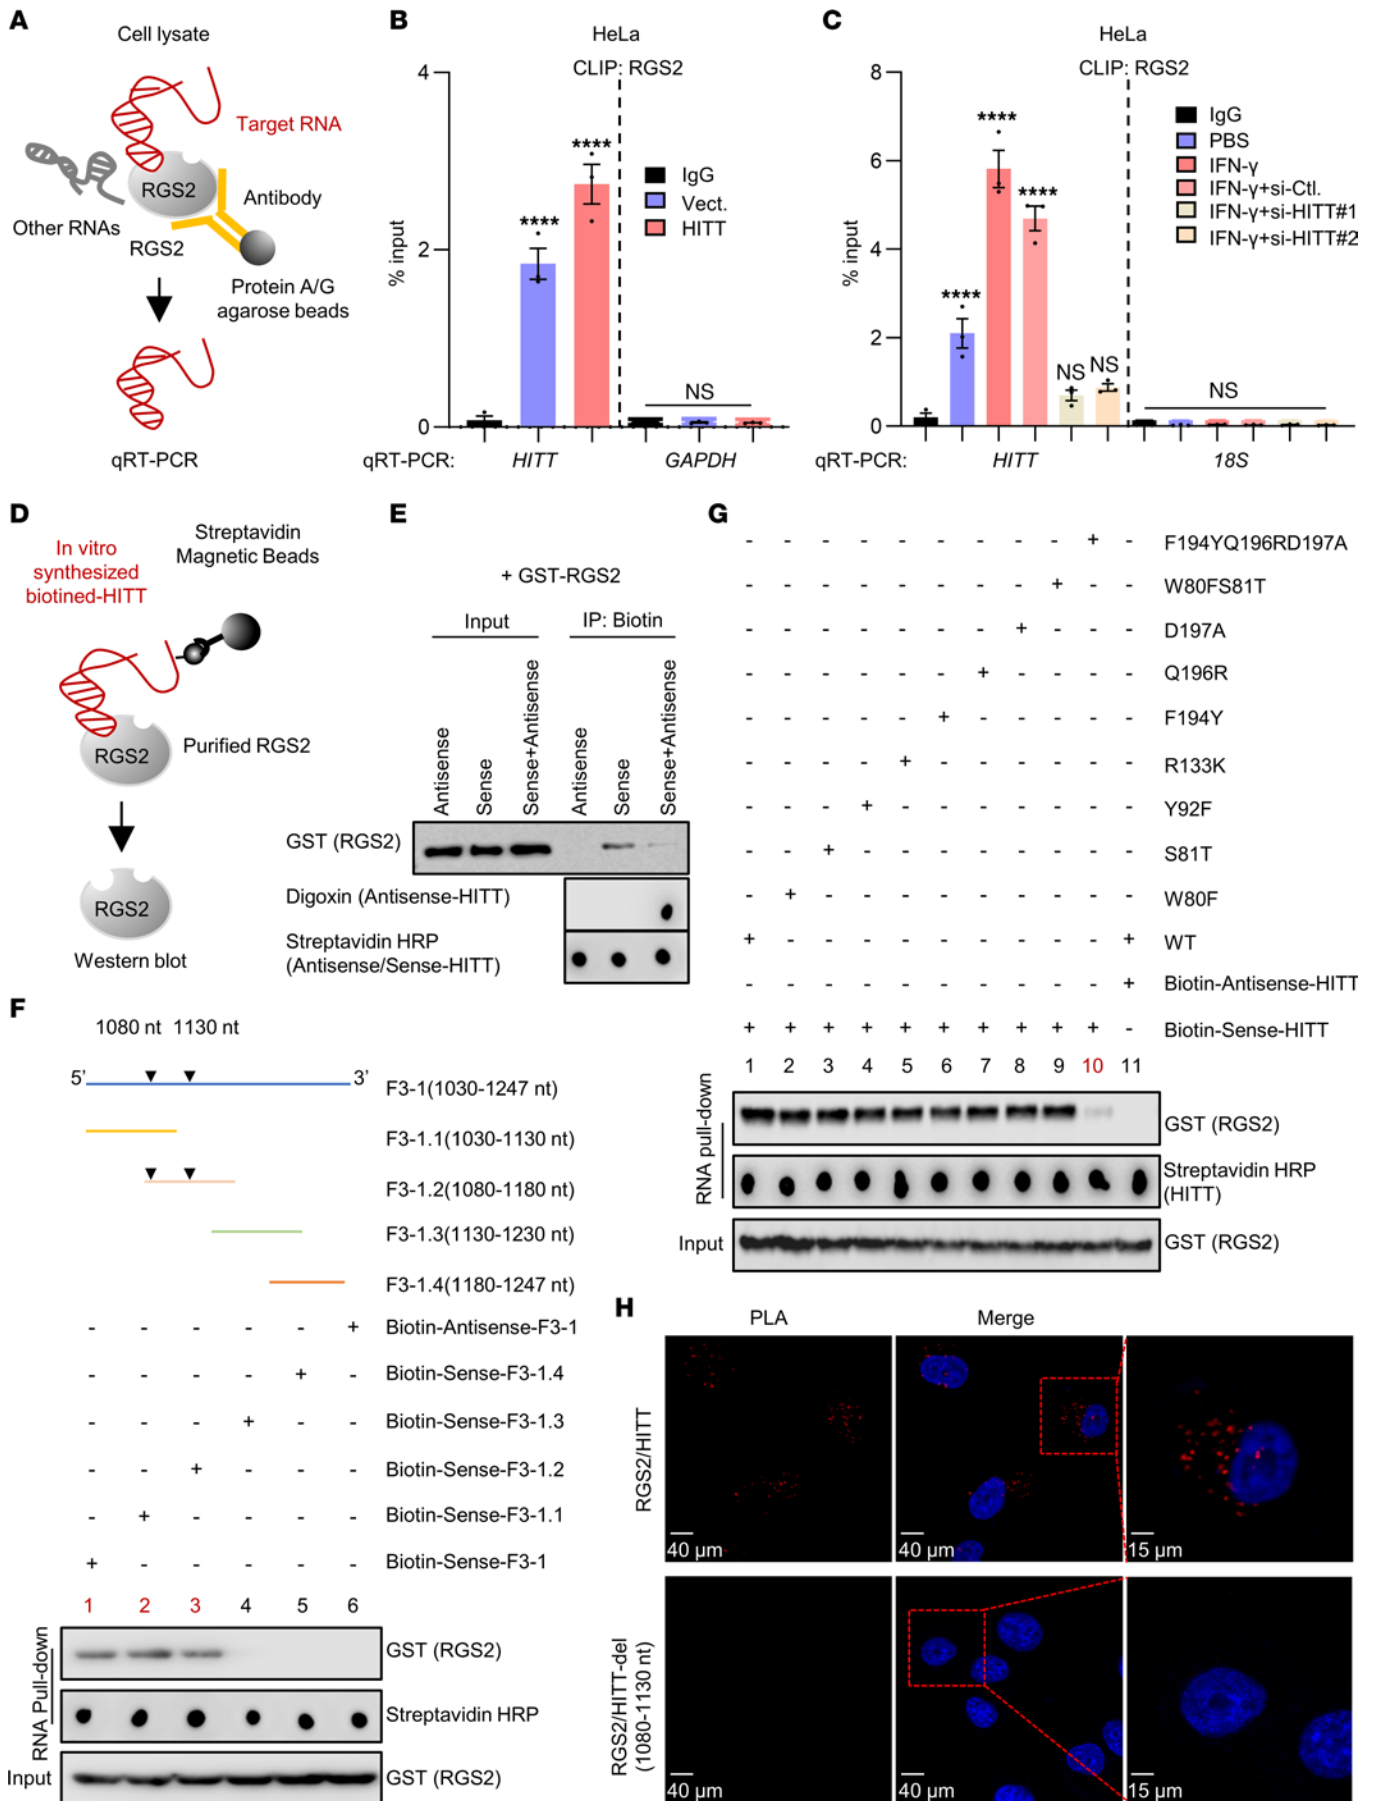 A
Cell lysate
Target RNA
RGS2
Antibody
Other RNAs
RGS2
Protein A/G
agarose beads
qRT-PCR
B
HeLa
CLIP: RGS2
4
2
0
% input
****
****
NS
IgG
Vect.
HITT
qRT-PCR:
HITT
GAPDH
C
HeLa
CLIP: RGS2
8
6
4
2
0
% input
****
****
****
NS
NS
NS
IgG
PBS
IFN-γ
IFN-γ+si-Ctl.
IFN-γ+si-HITT#1
IFN-γ+si-HITT#2
qRT-PCR:
HITT
18S
D
In vitro
synthesized
biotined-HITT
Streptavidin
Magnetic Beads
RGS2
Purified RGS2
RGS2
Western blot
E
+ GST-RGS2
Input
IP: Biotin
Antisense
Sense
Sense+Antisense
Antisense
Sense
Sense+Antisense
GST (RGS2)
Digoxin (Antisense-HITT)
Streptavidin HRP
(Antisense/Sense-HITT)
F
1080 nt 1130 nt
5' 3'
F3-1(1030-1247 nt)
F3-1.1(1030-1130 nt)
F3-1.2(1080-1180 nt)
F3-1.3(1130-1230 nt)
F3-1.4(1180-1247 nt)
- - - - - + Biotin-Antisense-F3-1
- - - - + - Biotin-Sense-F3-1.4
- - - + - - Biotin-Sense-F3-1.3
- - + - - - Biotin-Sense-F3-1.2
- + - - - - Biotin-Sense-F3-1.1
+ - - - - - Biotin-Sense-F3-1
1 2 3 4 5 6
RNA Pull-down
GST (RGS2)
Streptavidin HRP
Input
GST (RGS2)
G
- - - - - - - - - + - F194YQ196RD197A
- - - - - - - - + - - W80FS81T
- - - - - - - + - - - D197A
- - - - - - + - - - - Q196R
- - - - - + - - - - - F194Y
- - - - + - - - - - - R133K
- - - + - - - - - - - Y92F
- - + - - - - - - - - S81T
- + - - - - - - - - - W80F
+ - - - - - - - - - + WT
- - - - - - - - - - + Biotin-Antisense-HITT
+ + + + + + + + + + - Biotin-Sense-HITT
1 2 3 4 5 6 7 8 9 10 11
RNA pull-down
GST (RGS2)
Streptavidin HRP
(HITT)
Input
GST (RGS2)
H
PLA
Merge
RGS2/HITT
40 μm
40 μm
15 μm
RGS2/HITT-del
(1080-1130 nt)
40 μm
40 μm
15 μm